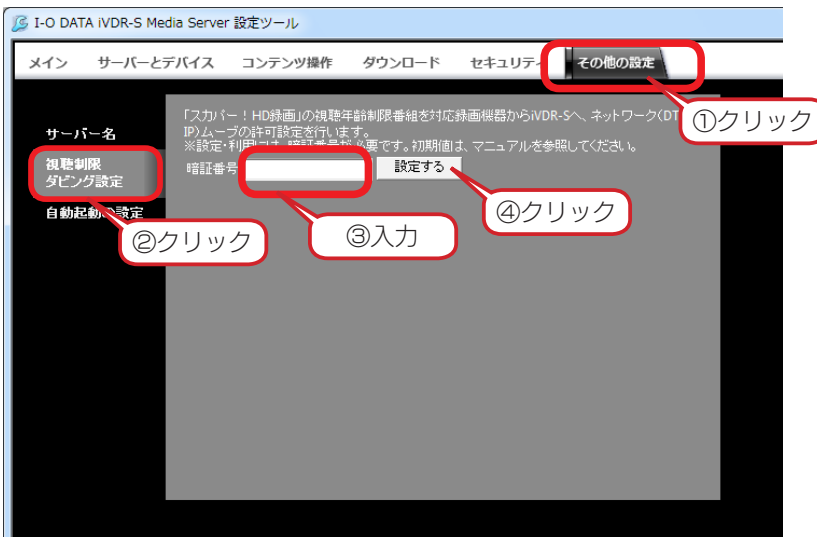 I-O DATA iVDR-S Media Server 設定ツール
メイン サーバーとデバイス コンテンツ操作 ダウンロード セキュリティ その他の設定
①クリック
「スカパー！HD録画」の視聴年齢制限番組を対応録画機器からiVDR-Sへ、ネットワーク(DT
IP)ムーブの許可設定を行います。
※設定・利用には、暗証番号が必要です。初期値は、マニュアルを参照してください。
サーバー名
視聴制限
ダビング設定
自動起動の設定
暗証番号
設定する
②クリック
③入力
④クリック